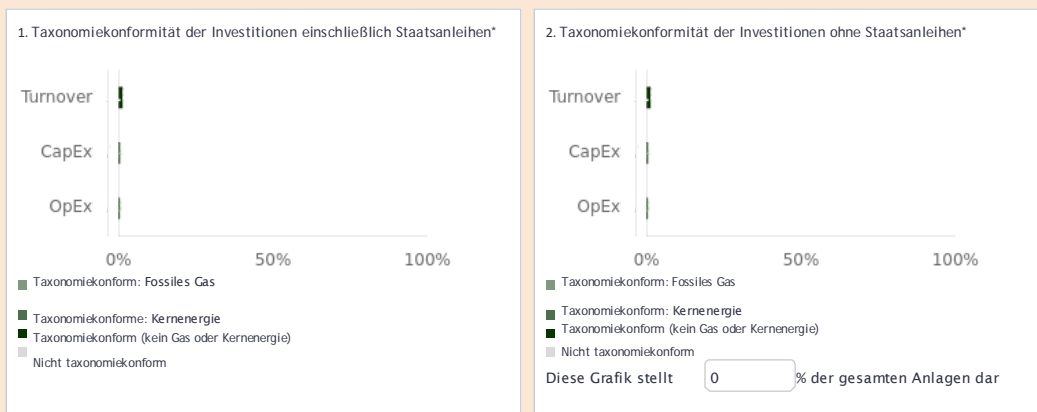 1. Taxonomiekonformität der Investitionen einschließlich Staatsanleihen*
Turnover
CapEx
OpEx
0% 50% 100%
Taxonomiekonform: Fossiles Gas
Taxonomiekonforme: Kernenergie
Taxonomiekonform (kein Gas oder Kernenergie)
Nicht taxonomiekonform
2. Taxonomiekonformität der Investitionen ohne Staatsanleihen*
Turnover
CapEx
OpEx
0% 50% 100%
Taxonomiekonform: Fossiles Gas
Taxonomiekonform: Kernenergie
Taxonomiekonform (kein Gas oder Kernenergie)
Nicht taxonomiekonform
Diese Grafik stellt 0 % der gesamten Anlagen dar